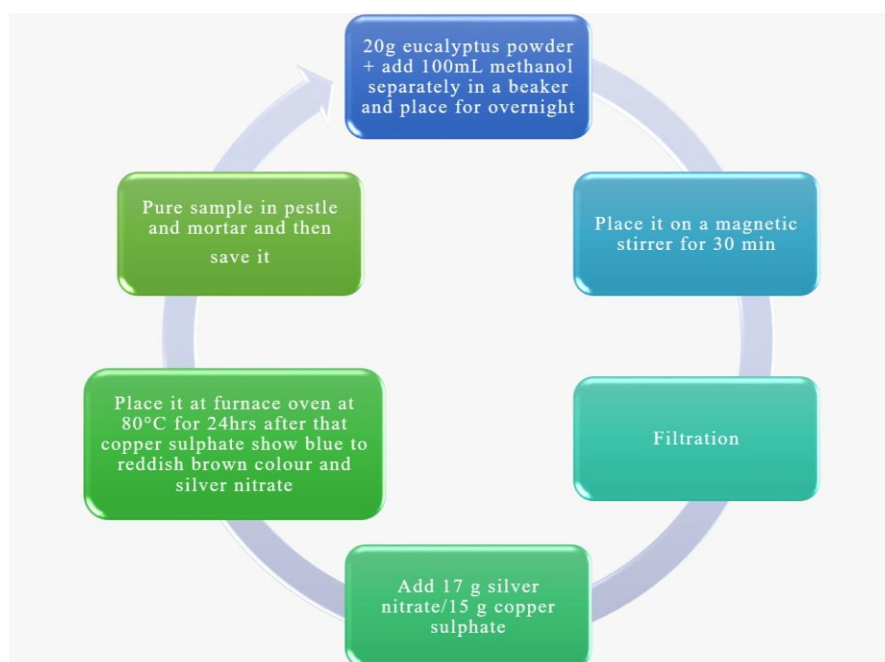 20g eucalyptus powder
+ add 100mL methanol
separately in a beaker
and place for overnight
Place it on a magnetic
stirrer for 30 min
Filtration
Add 17 g silver
nitrate/15 g copper
sulphate
Place it at furnace oven at
80°C for 24hrs after that
copper sulphate show blue to
reddish brown colour and
silver nitrate
Pure sample in pestle
and mortar and then
save it